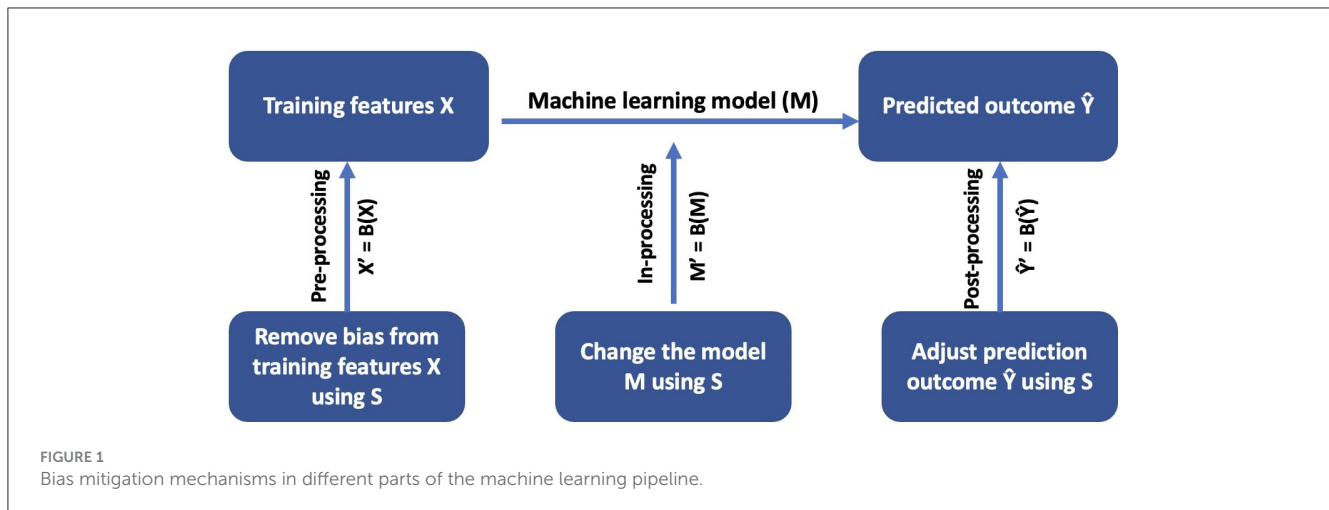 Training features X
Machine learning model (M)
Predicted outcome Ŷ
Pre-processing
X' = B(X)
In-processing
M' = B(M)
Post-processing
Ŷ' = B(Ŷ)
Remove bias from
training features X
using S
Change the model
M using S
Adjust prediction
outcome Ŷ using S
FIGURE 1
Bias mitigation mechanisms in different parts of the machine learning pipeline.